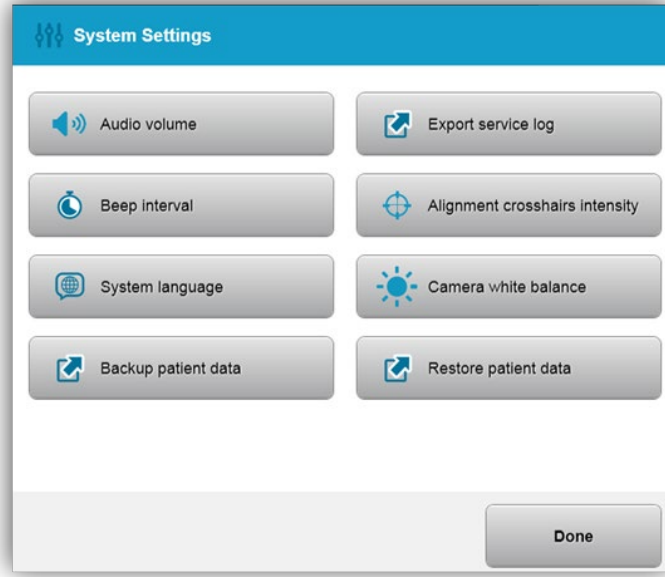 System Settings
Audio volume
Export service log
Beep interval
Alignment crosshairs intensity
System language
Camera white balance
Backup patient data
Restore patient data
Done